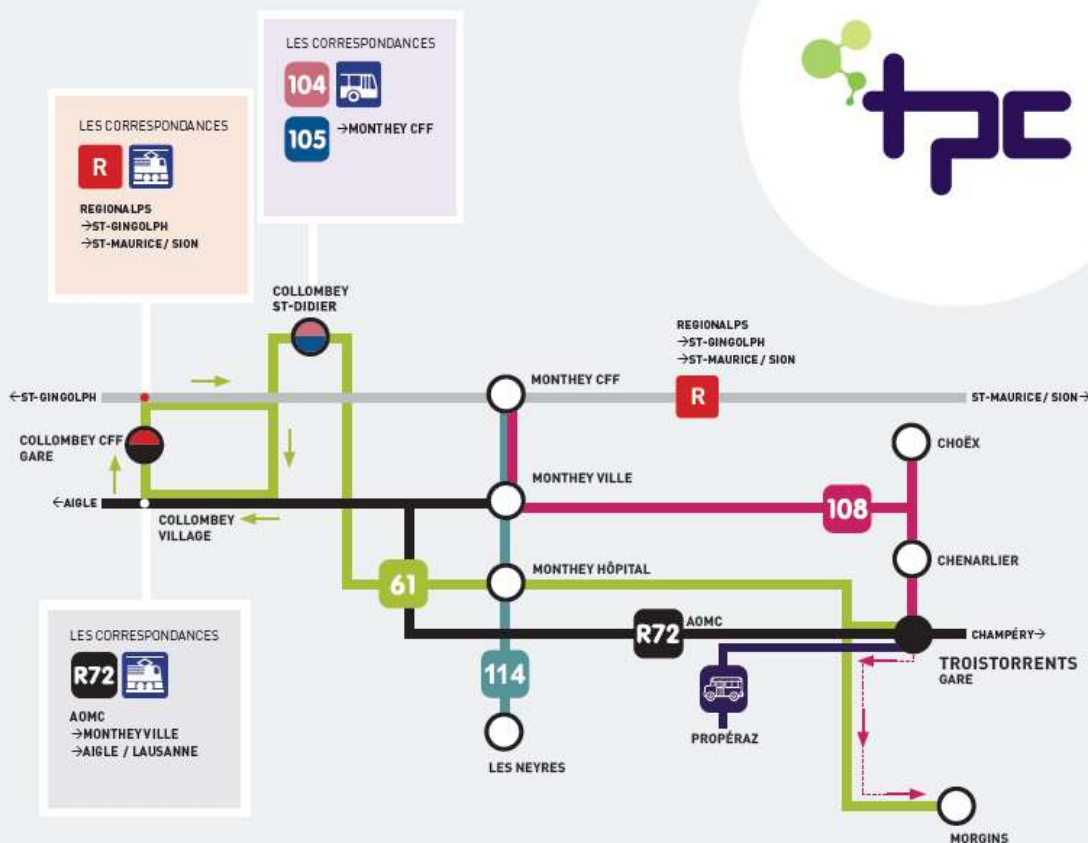 LES CORRESPONDANCES
104
105 →MONTHEY CFF
tpc
LES CORRESPONDANCES
R
REGIONALPS
→ST-GINGOLPH
→ST-MAURICE/ SION
COLLOMBEY
ST-DIDIER
REGIONALPS
→ST-GINGOLPH
→ST-MAURICE / SION
R
MONTHEY CFF
←ST-GINGOLPH
ST-MAURICE/ SION→
COLLOMBEY CFF
GARE
CHOËX
MONTHEY VILLE
←AIGLE
108
COLLOMBEY
VILLAGE
MONTHEY HÔPITAL
61
CHENARLIER
R72
AOMC
CHAMPÉRY→
TROISTORRENTS
GARE
114
PROPÉRAZ
LES NEYRES
MORGINS
LES CORRESPONDANCES
R72
AOMC
→MONTHEYVILLE
→AIGLE / LAUSANNE